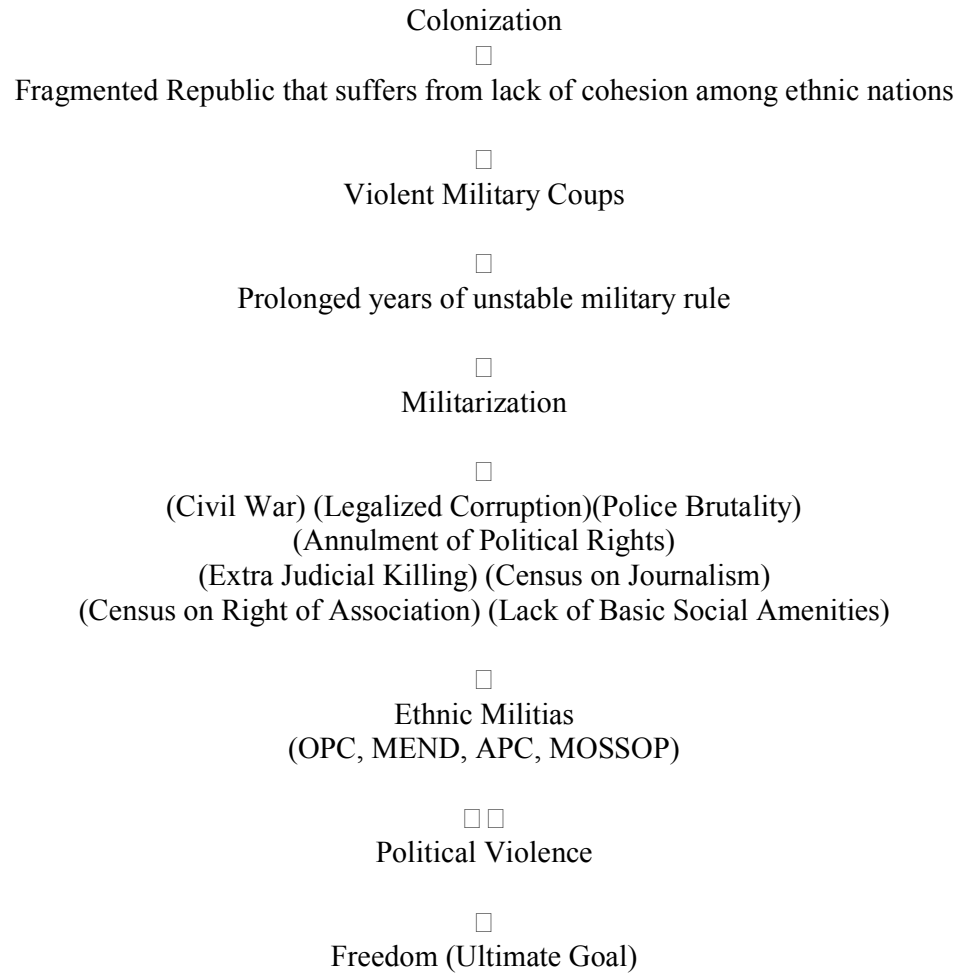 Colonization
□
Fragmented Republic that suffers from lack of cohesion among ethnic nations
□
Violent Military Coups
□
Prolonged years of unstable military rule
□
Militarization
□
(Civil War) (Legalized Corruption)(Police Brutality)
(Annulment of Political Rights)
(Extra Judicial Killing) (Census on Journalism)
(Census on Right of Association) (Lack of Basic Social Amenities)
□
Ethnic Militias
(OPC, MEND, APC, MOSSOP)
□ □
Political Violence
□
Freedom (Ultimate Goal)